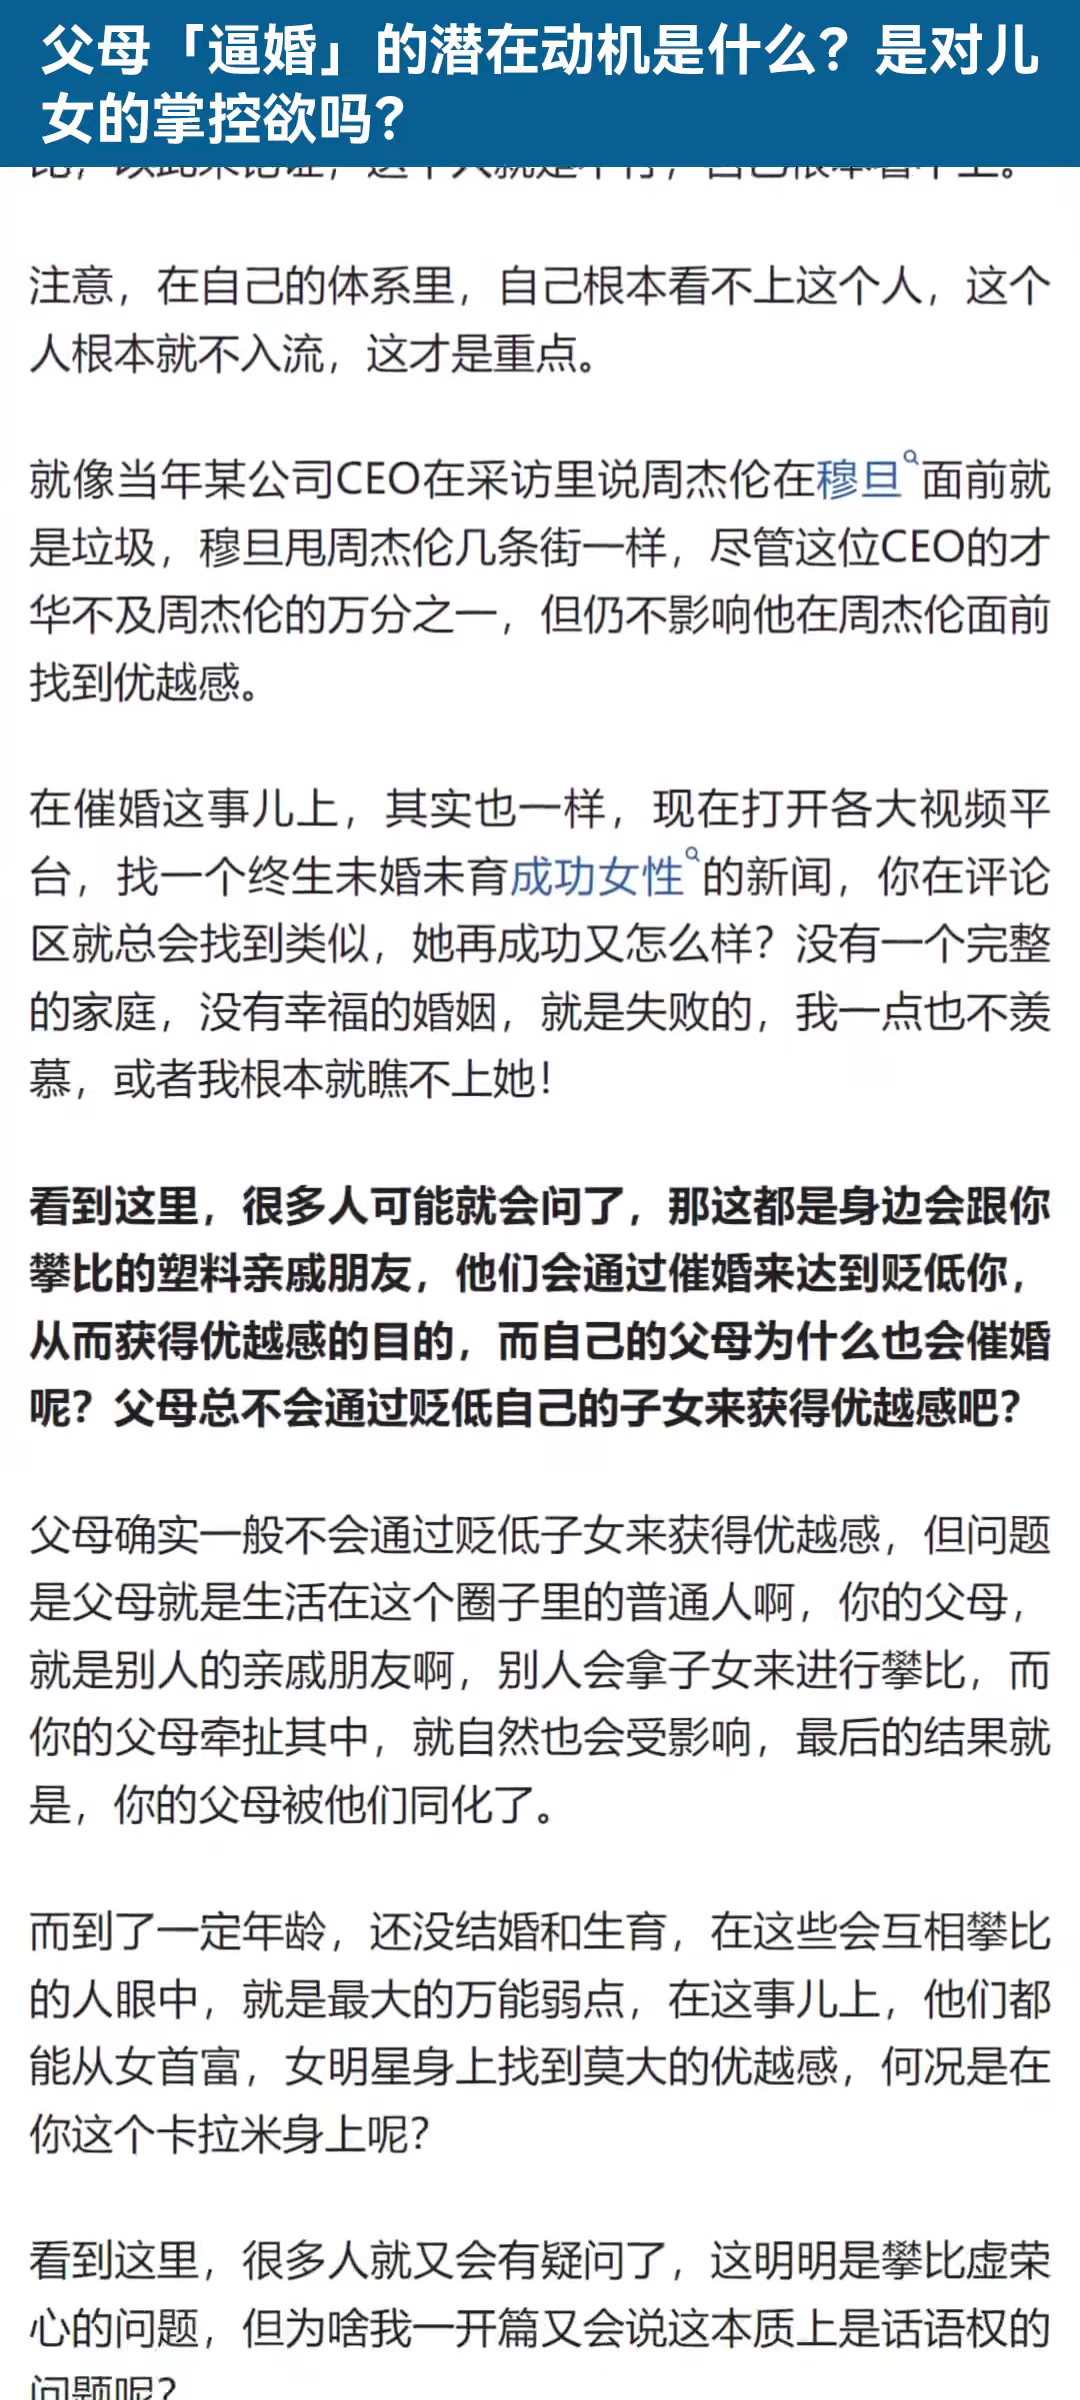 父母「逼婚」的潜在动机是什么？是对儿
女的掌控欲吗？
注意，在自己的体系里，自己根本看不上这个人，这个
人根本就不入流，这才是重点。
就像当年某公司CEO在采访里说周杰伦在穆旦面前就
是垃圾，穆旦甩周杰伦几条街一样，尽管这位CEO的才
华不及周杰伦的万分之一，但仍不影响他在周杰伦面前
找到优越感。
在催婚这事儿上，其实也一样，现在打开各大视频平
台，找一个终生未婚未育成功女性的新闻，你在评论
区就总会找到类似，她再成功又怎么样？没有一个完整
的家庭，没有幸福的婚姻，就是失败的，我一点也不羡
慕，或者我根本就瞧不上她！
看到这里，很多人可能就会问了，那这都是身边会跟你
攀比的塑料亲戚朋友，他们会通过催婚来达到贬低你，
从而获得优越感的目的，而自己的父母为什么也会催婚
呢？父母总不会通过贬低自己的子女来获得优越感吧？
父母确实一般不会通过贬低子女来获得优越感，但问题
是父母就是生活在这个圈子里的普通人啊，你的父母，
就是别人的亲戚朋友啊，别人会拿子女来进行攀比，而
你的父母牵扯其中，就自然也会受影响，最后的结果就
是，你的父母被他们同化了。
而到了一定年龄，还没结婚和生育，在这些会互相攀比
的人眼中，就是最大的万能弱点，在这事儿上，他们都
能从女首富，女明星身上找到莫大的优越感，何况是在
你这个卡拉米身上呢？
看到这里，很多人就又会有疑问了，这明明是攀比虚荣
心的问题，但为啥我一开篇又会说这本质上是话语权的
问题呢？